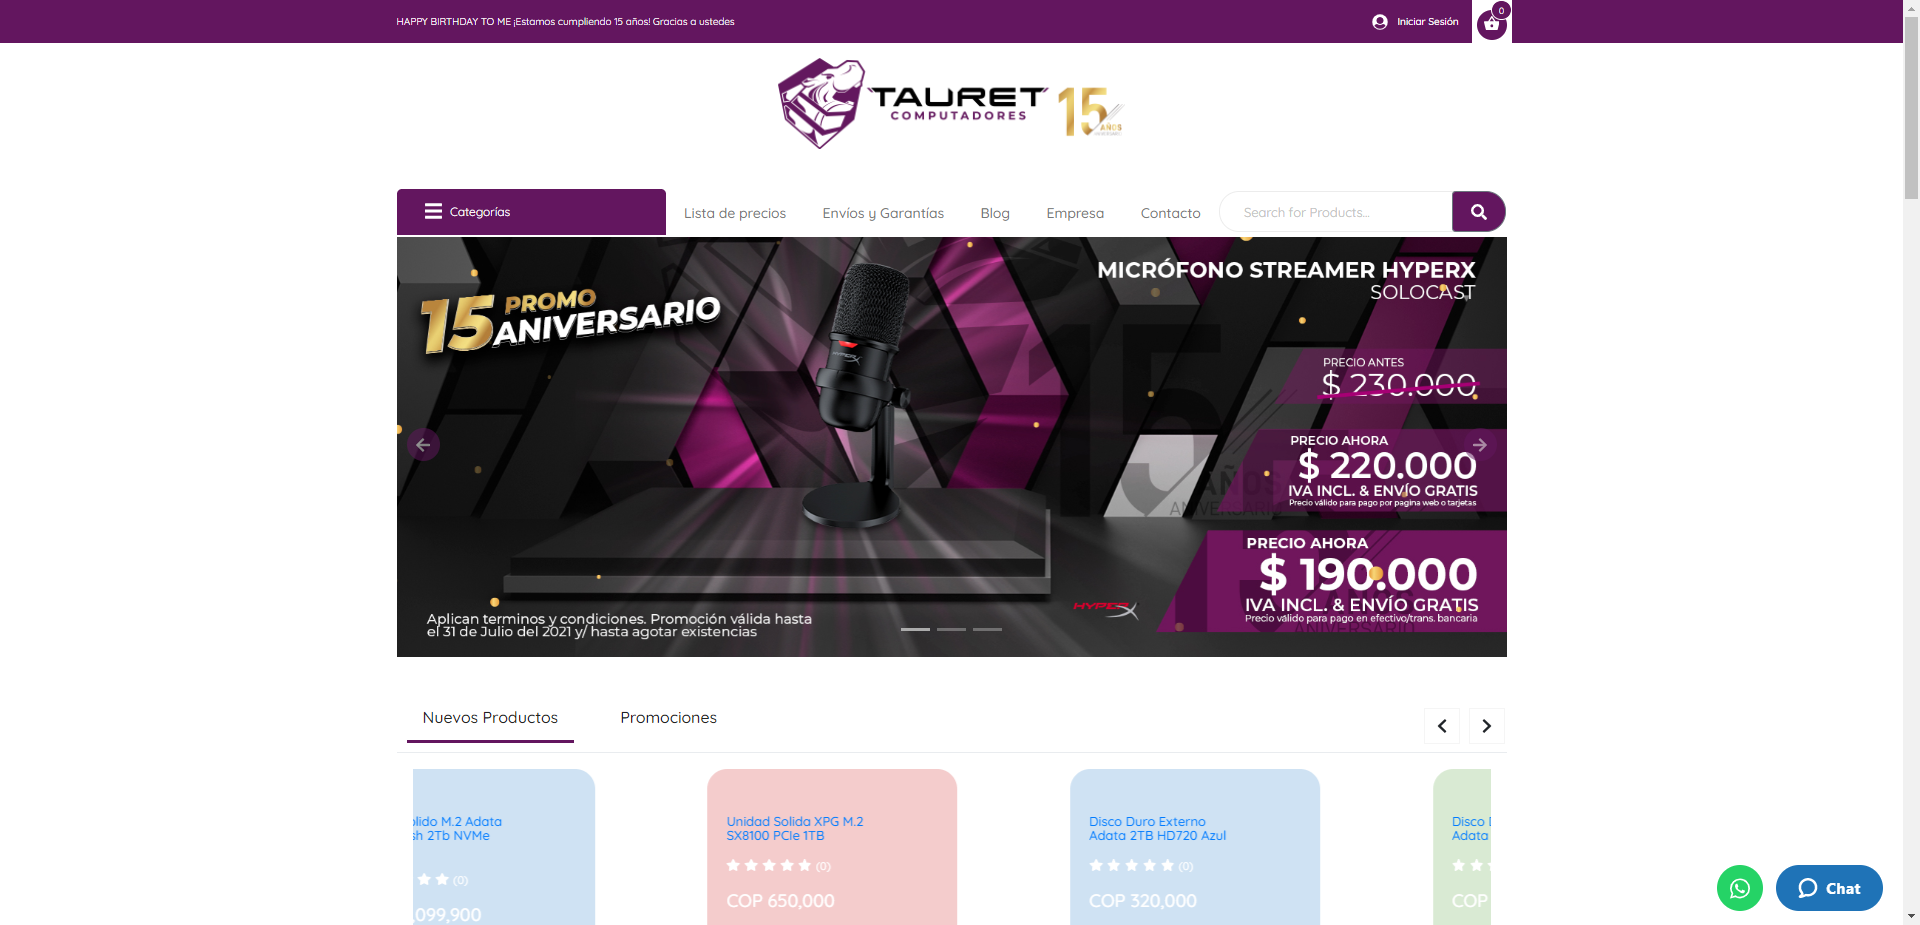 HAPPY BIRTHDAY TO ME ¡Estamos cumpliendo 15 años! Gracias a ustedes
Iniciar Sesión
0
TAURET
COMPUTADORES
15
AÑOS
Categorías
Lista de precios
Envíos y Garantías
Blog
Empresa
Contacto
Search for Products...
15 PROMO
ANIVERSARIO
MICRÓFONO STREAMER HYPERX
SOLOCAST
HYPERX
PRECIO ANTES
$ 230.000
PRECIO AHORA
$ 220.000
IVA INCL. & ENVÍO GRATIS
Precio válido para pago por pagina web o tarjetas
15
AÑOS
ANIVERSARIO
PRECIO AHORA
$ 190.000
IVA INCL. & ENVÍO GRATIS
Precio válido para pago en efectivo/trans. bancaria
HYPERX
Aplican terminos y condiciones. Promoción válida hasta
el 31 de Julio del 2021 y/ hasta agotar existencias
Nuevos Productos
Promociones
lido M.2 Adata
sh 2Tb NVMe
(0)
,099,900
Unidad Solida XPG M.2
SX8100 PCIe 1TB
(0)
COP 650,000
Disco Duro Externo
Adata 2TB HD720 Azul
(0)
COP 320,000
Disco D
Adata
COP
Chat